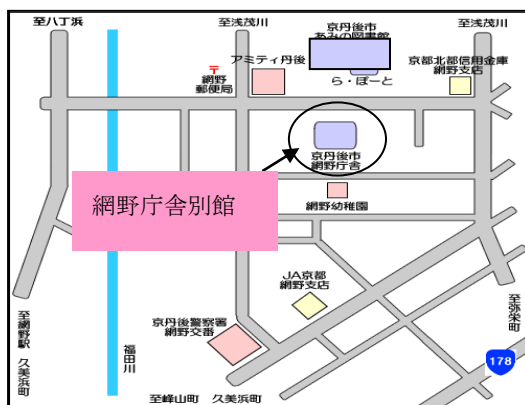 至八丁浜
至浅茂川
京丹後市
あみの図書館
至浅茂川
アミティ丹後
京都北都信用金庫
網野支店
〒
網野
郵便局
ら・ぽーと
京丹後市
網野庁舎
網野庁舎別館
網野幼稚園
JA京都
網野支店
京丹後警察署
網野交番
至網野駅 久美浜町
福田川
至弥栄町
178
至峰山町 久美浜町